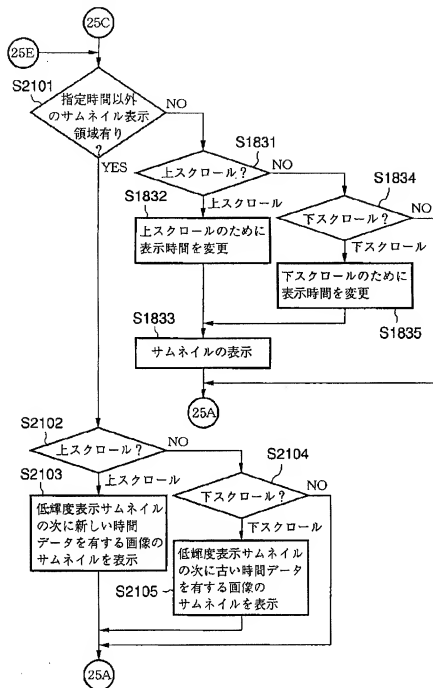 25C
25E
S2101
指定時間以外
のサムネイル表示
領域有り
?
NO
YES
S1831
上スクロール?
NO
上スクロール
S1832
上スクロールのために
表示時間を変更
S1834
下スクロール?
NO
下スクロール
下スクロールのために
表示時間を変更
S1835
S1833
サムネイルの表示
25A
S2102
上スクロール?
NO
上スクロール
S2103
低輝度表示サムネイル
の次に新しい時間
データを有する画像の
サムネイルを表示
S2104
下スクロール?
NO
下スクロール
低輝度表示サムネイル
の次に古い時間データ
を有する画像の
サムネイルを表示
S2105
25A